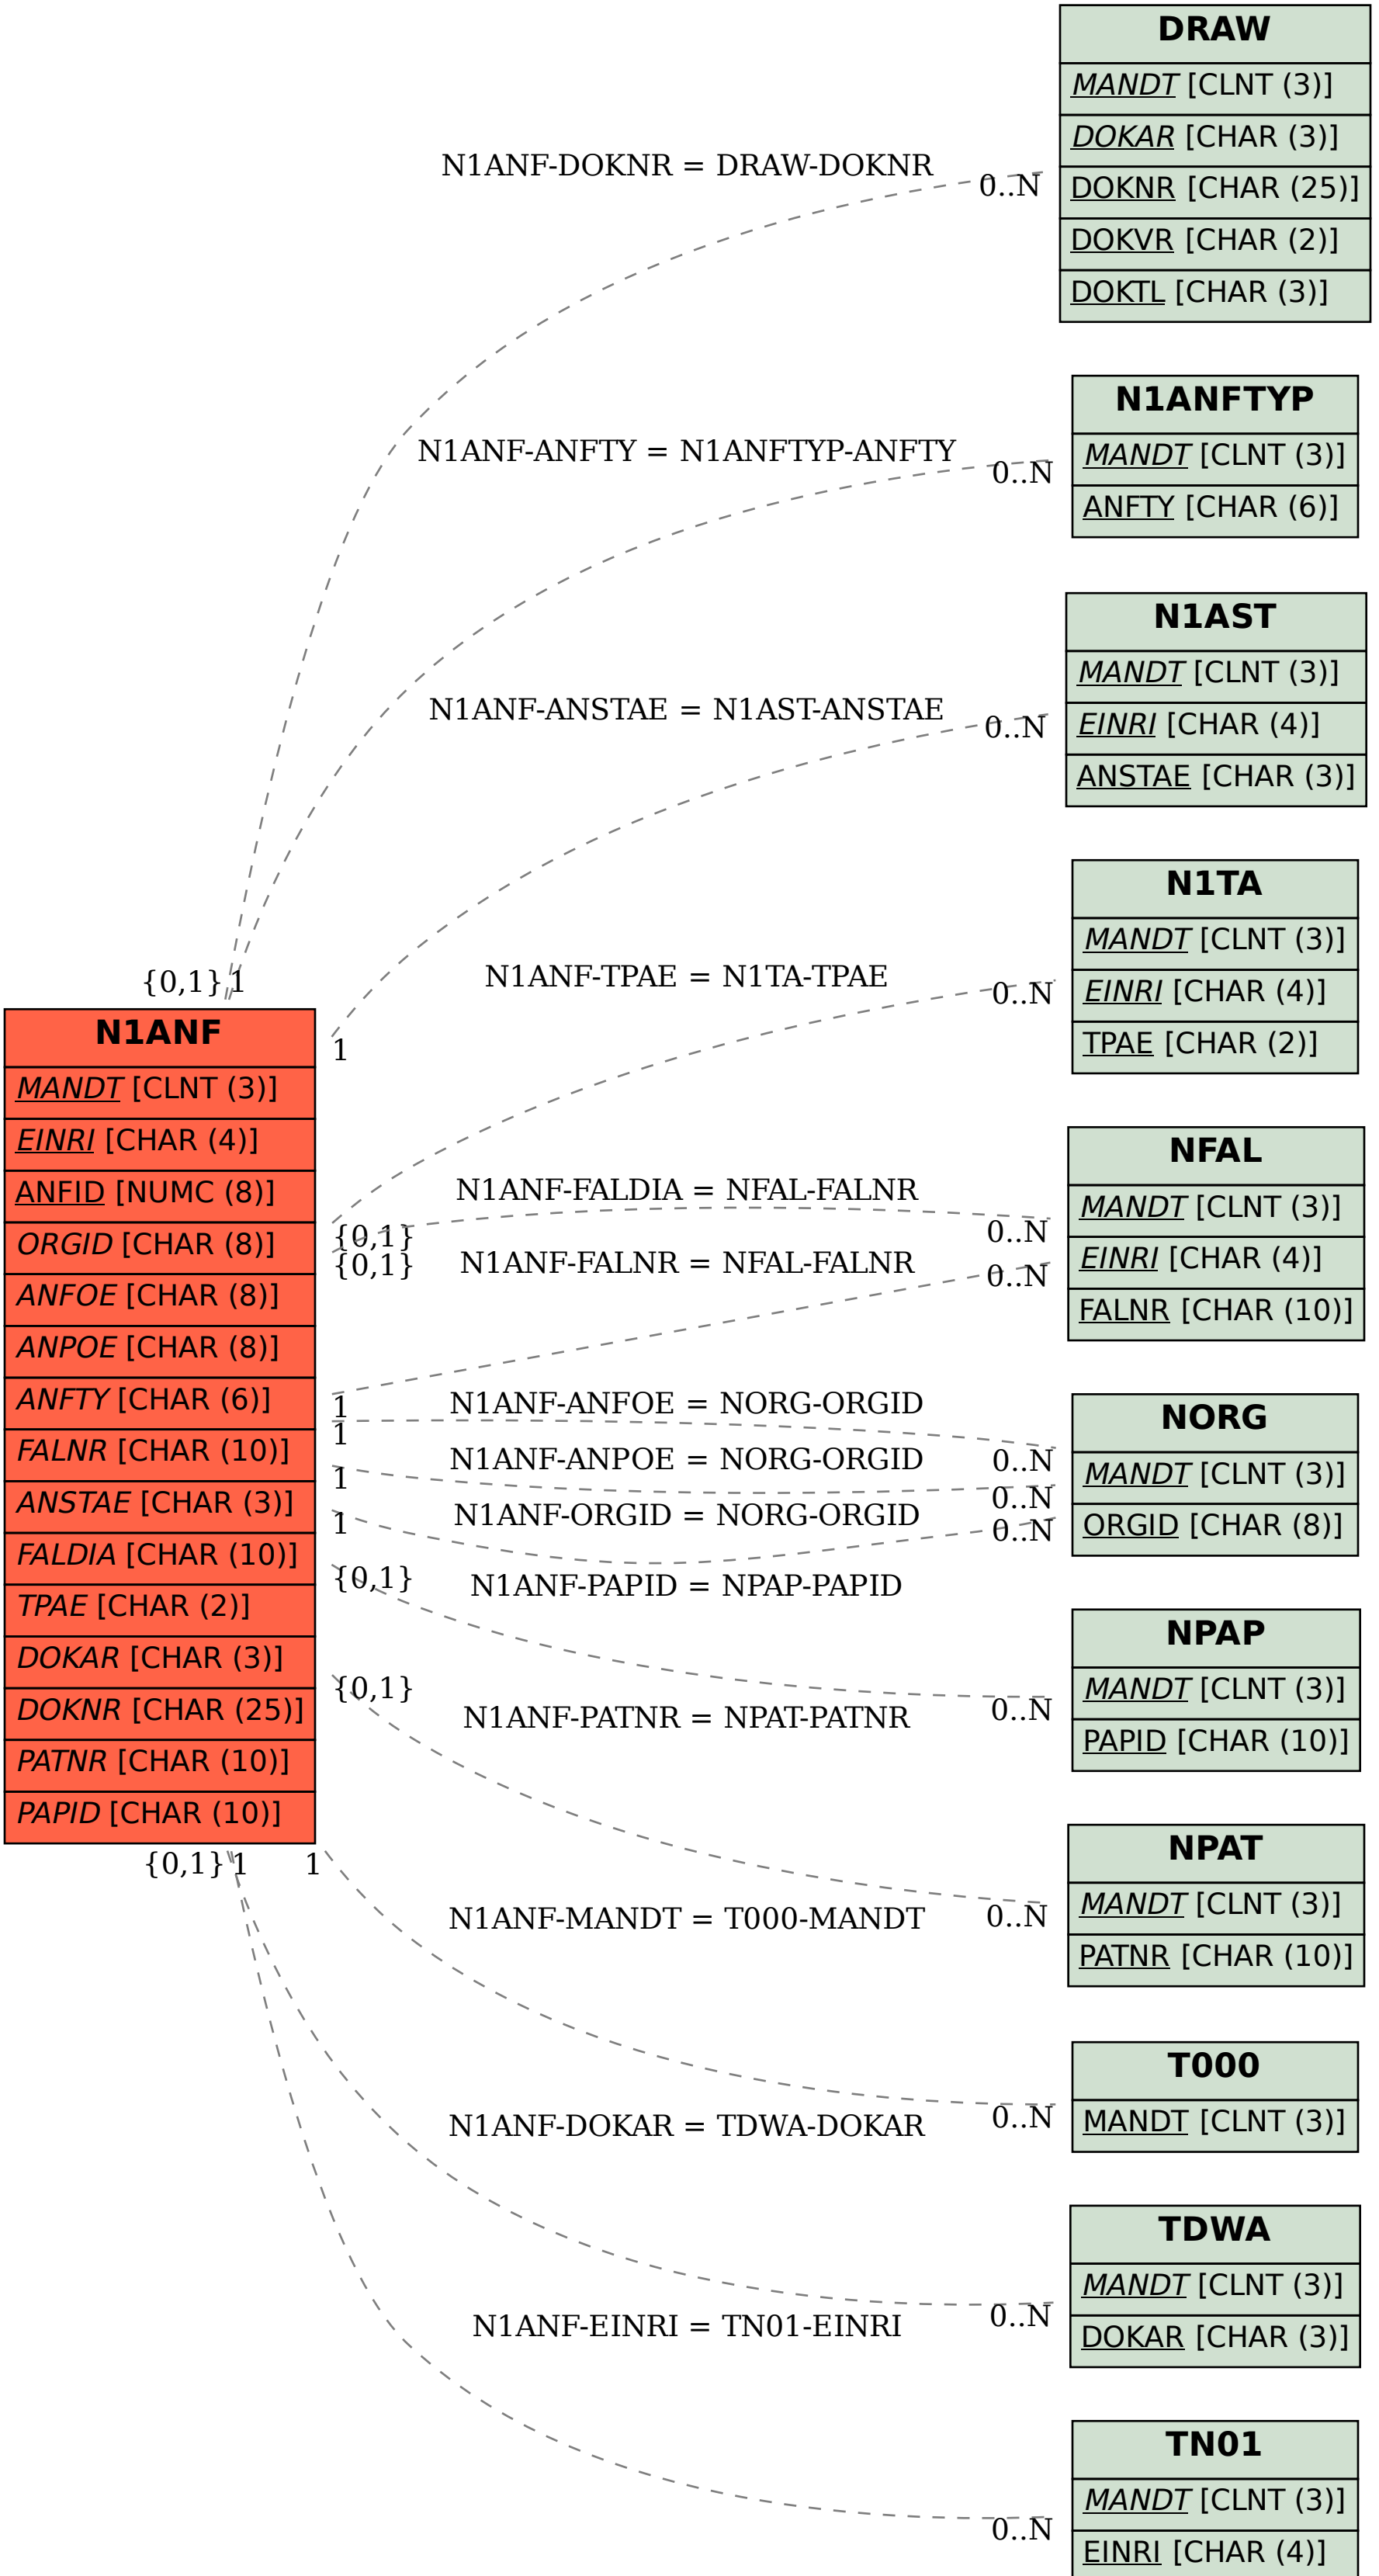 DRAW
MANDT [CLNT (3)]
DOKAR [CHAR (3)]
DOKNR [CHAR (25)]
DOKVR [CHAR (2)]
DOKTL [CHAR (3)]
N1ANF-DOKNR = DRAW-DOKNR
0..N
N1ANFTYP
MANDT [CLNT (3)]
ANFTY [CHAR (6)]
N1ANF-ANFTY = N1ANFTYP-ANFTY
0..N
N1AST
MANDT [CLNT (3)]
EINRI [CHAR (4)]
ANSTAE [CHAR (3)]
N1ANF-ANSTAE = N1AST-ANSTAE
0..N
N1TA
MANDT [CLNT (3)]
EINRI [CHAR (4)]
TPAE [CHAR (2)]
N1ANF-TPAE = N1TA-TPAE
0..N
{0,1}
1
1
N1ANF
MANDT [CLNT (3)]
EINRI [CHAR (4)]
ANFID [NUMC (8)]
ORGID [CHAR (8)]
ANFOE [CHAR (8)]
ANPOE [CHAR (8)]
ANFTY [CHAR (6)]
FALNR [CHAR (10)]
ANSTAE [CHAR (3)]
FALDIA [CHAR (10)]
TPAE [CHAR (2)]
DOKAR [CHAR (3)]
DOKNR [CHAR (25)]
PATNR [CHAR (10)]
PAPID [CHAR (10)]
NFAL
MANDT [CLNT (3)]
EINRI [CHAR (4)]
FALNR [CHAR (10)]
N1ANF-FALDIA = NFAL-FALNR
{0,1}
0..N
{0,1}
N1ANF-FALNR = NFAL-FALNR
0..N
1
N1ANF-ANFOE = NORG-ORGID
1
0..N
N1ANF-ANPOE = NORG-ORGID
1
0..N
N1ANF-ORGID = NORG-ORGID
1
0..N
NORG
MANDT [CLNT (3)]
ORGID [CHAR (8)]
{0,1}
N1ANF-PAPID = NPAP-PAPID
0..N
NPAP
MANDT [CLNT (3)]
PAPID [CHAR (10)]
{0,1}
N1ANF-PATNR = NPAT-PATNR
0..N
NPAT
MANDT [CLNT (3)]
PATNR [CHAR (10)]
{0,1}
1
1
N1ANF-MANDT = T000-MANDT
0..N
T000
MANDT [CLNT (3)]
N1ANF-DOKAR = TDWA-DOKAR
0..N
TDWA
MANDT [CLNT (3)]
DOKAR [CHAR (3)]
N1ANF-EINRI = TN01-EINRI
0..N
TN01
MANDT [CLNT (3)]
EINRI [CHAR (4)]